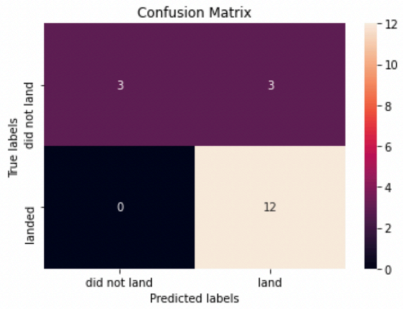 Confusion Matrix
True labels
did not land
landed
3 3
0 12
did not land land
Predicted labels
12
10
8
6
4
2
0